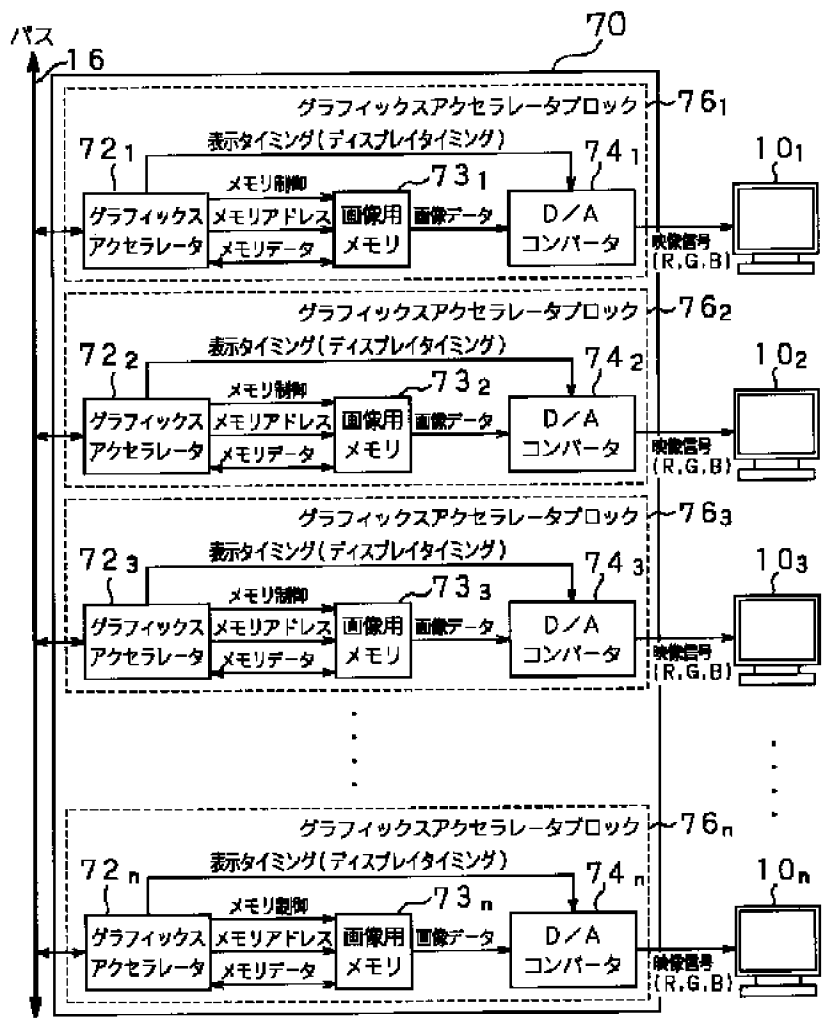 バス
16
70
グラフィックスアクセラレータブロック
76₁
表示タイミング(ディスプレイタイミング)
72₁
73₁
74₁
10₁
メモリ制御
グラフィックス
アクセラレータ
メモリアドレス
メモリデータ
画像用
メモリ
画像データ
D/A
コンバータ
映像信号
(R,G,B)
グラフィックスアクセラレータブロック
76₂
表示タイミング(ディスプレイタイミング)
72₂
73₂
74₂
10₂
メモリ制御
グラフィックス
アクセラレータ
メモリアドレス
メモリデータ
画像用
メモリ
画像データ
D/A
コンバータ
映像信号
(R,G,B)
グラフィックスアクセラレータブロック
76₃
表示タイミング(ディスプレイタイミング)
72₃
73₃
74₃
10₃
メモリ制御
グラフィックス
アクセラレータ
メモリアドレス
メモリデータ
画像用
メモリ
画像データ
D/A
コンバータ
映像信号
(R,G,B)
グラフィックスアクセラレータブロック
76ₙ
表示タイミング(ディスプレイタイミング)
72ₙ
73ₙ
74ₙ
10ₙ
メモリ制御
グラフィックス
アクセラレータ
メモリアドレス
メモリデータ
画像用
メモリ
画像データ
D/A
コンバータ
映像信号
(R,G,B)